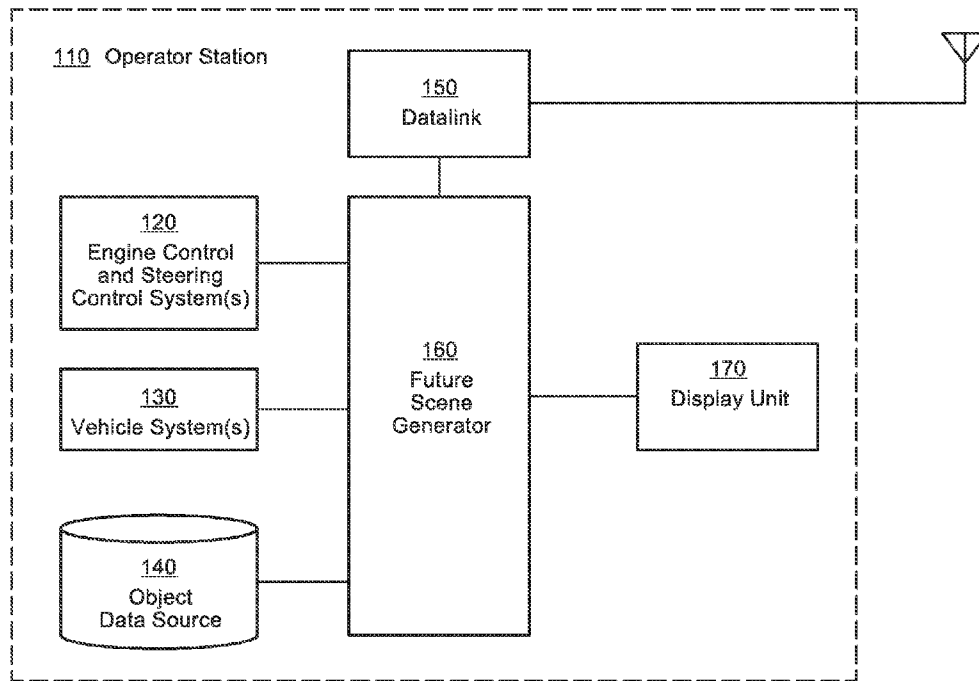 110 Operator Station
150
Datalink
120
Engine Control
and Steering
Control System(s)
130
Vehicle System(s)
140
Object
Data Source
160
Future
Scene
Generator
170
Display Unit